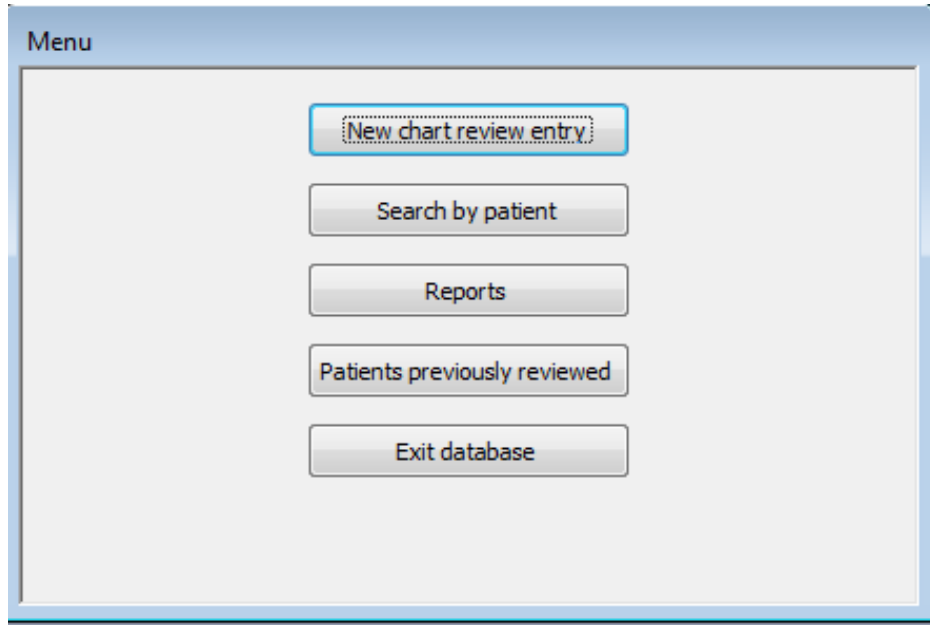 Menu
New chart review entry
Search by patient
Reports
Patients previously reviewed
Exit database